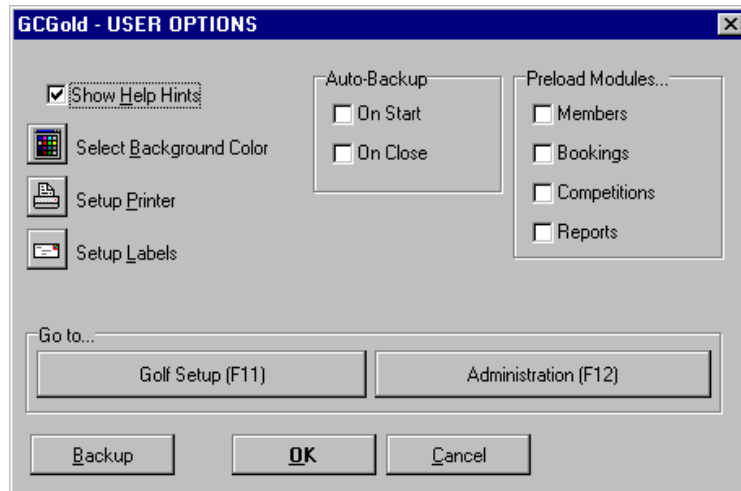 GCGold - USER OPTIONS
Show Help Hints
Select Background Color
Setup Printer
Setup Labels
Auto-Backup
On Start
On Close
Preload Modules...
Members
Bookings
Competitions
Reports
Go to...
Golf Setup (F11)
Administration (F12)
Backup
OK
Cancel